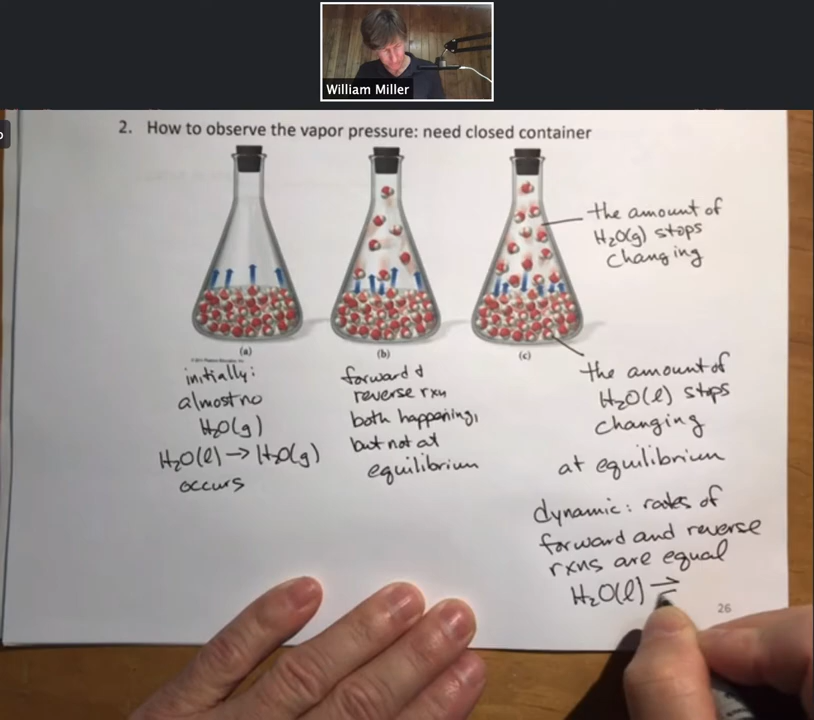 William Miller
2. How to observe the vapor pressure: need closed container
the amount of
H₂O(g) stops
changing
(a)
(b)
(c)
initially:
almost no
H₂O(g)
H₂O(l) → H₂O(g)
occurs
forward &
reverse rxn
both happening,
but not at
equilibrium
the amount of
H₂O(l) stops
changing
at equilibrium
dynamic: rates of
forward and reverse
rxns are equal
H₂O(l) ⇌
26